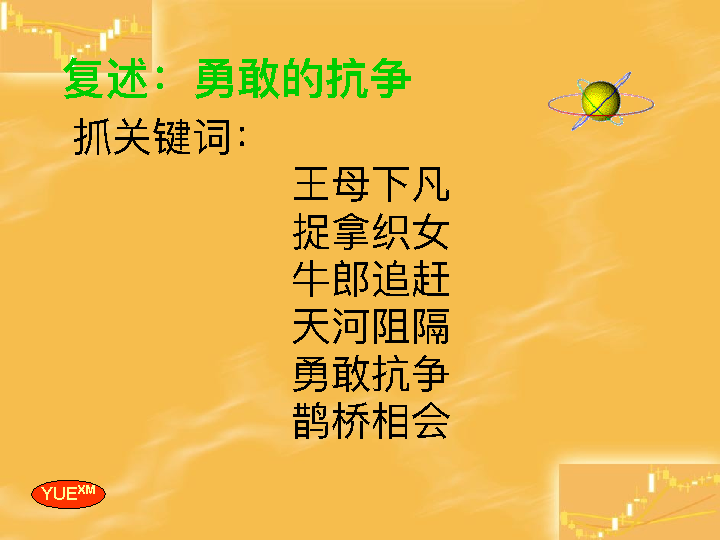 复述：勇敢的抗争
抓关键词：
王母下凡
捉拿织女
牛郎追赶
天河阻隔
勇敢抗争
鹊桥相会
YUEXM